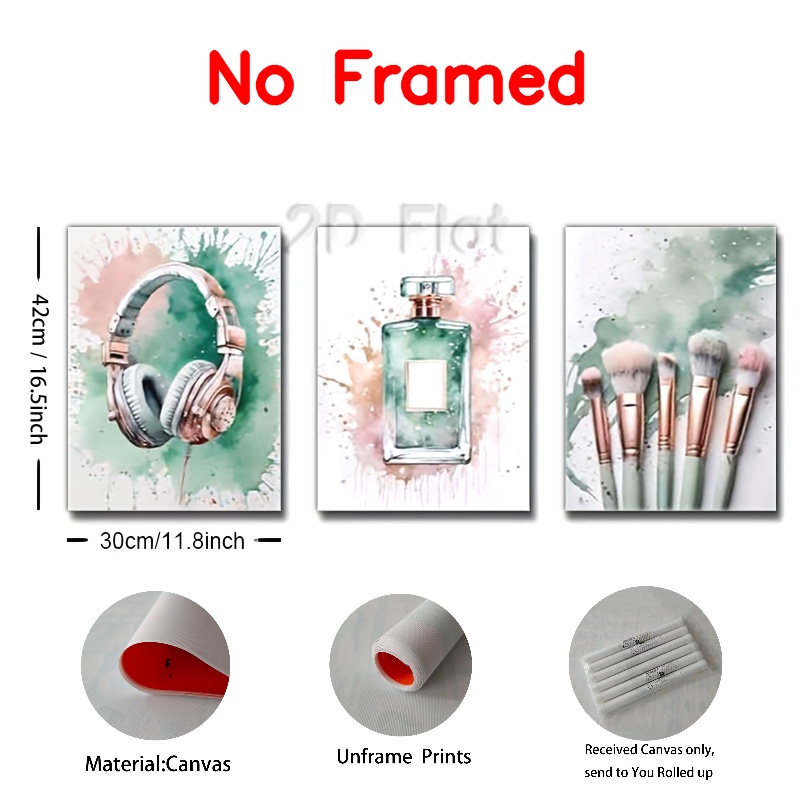 No Framed
2D Flat
42cm / 16.5inch
30cm/11.8inch
Material:Canvas
Unframe Prints
Received Canvas only,
send to You Rolled up